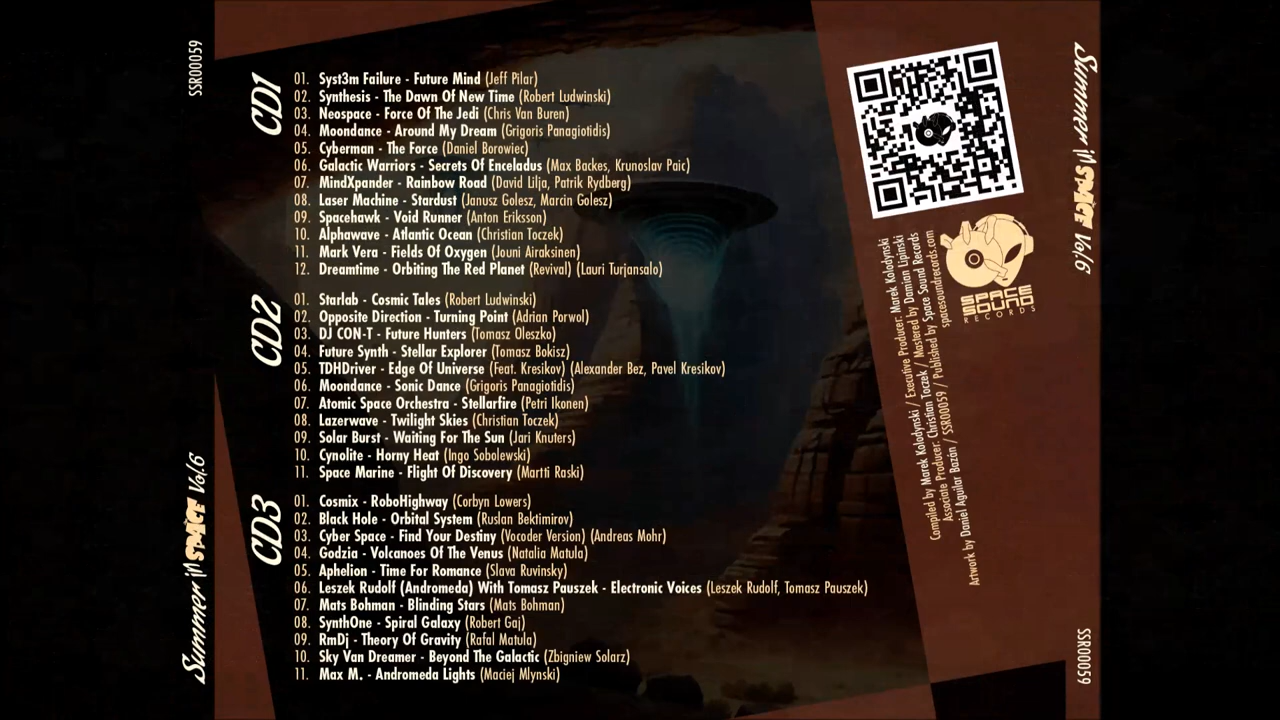 SSR00059
Summer in SPACE Vol.6
CD1
01. Syst3m Failure - Future Mind (Jeff Pilar)
02. Synthesis - The Dawn Of New Time (Robert Ludwinski)
03. Neospace - Force Of The Jedi (Chris Van Buren)
04. Moondance - Around My Dream (Grigoris Panagiotidis)
05. Cyberman - The Force (Daniel Borowiec)
06. Galactic Warriors - Secrets Of Enceladus (Max Backes, Krunoslav Paic)
07. MindXpander - Rainbow Road (David Lilja, Patrik Rydberg)
08. Laser Machine - Stardust (Janusz Golesz, Marcin Golesz)
09. Spacehawk - Void Runner (Anton Eriksson)
10. Alphawave - Atlantic Ocean (Christian Toczek)
11. Mark Vera - Fields Of Oxygen (Jouni Airaksinen)
12. Dreamtime - Orbiting The Red Planet (Revival) (Lauri Turjansalo)
CD2
01. Starlab - Cosmic Tales (Robert Ludwinski)
02. Opposite Direction - Turning Point (Adrian Porwol)
03. DJ CON-T - Future Hunters (Tomasz Oleszko)
04. Future Synth - Stellar Explorer (Tomasz Bokisz)
05. TDHDriver - Edge Of Universe (Feat. Kresikov) (Alexander Bez, Pavel Kresikov)
06. Moondance - Sonic Dance (Grigoris Panagiotidis)
07. Atomic Space Orchestra - Stellarfire (Petri Ikonen)
08. Lazerwave - Twilight Skies (Christian Toczek)
09. Solar Burst - Waiting For The Sun (Jari Knuters)
10. Cynolite - Horny Heat (Ingo Sobolewski)
11. Space Marine - Flight Of Discovery (Martti Raski)
CD3
01. Cosmix - RoboHighway (Corbyn Lowers)
02. Black Hole - Orbital System (Ruslan Bektimirov)
03. Cyber Space - Find Your Destiny (Vocoder Version) (Andreas Mohr)
04. Godzia - Volcanoes Of The Venus (Natalia Matula)
05. Aphelion - Time For Romance (Slava Ruvinsky)
06. Leszek Rudolf (Andromeda) With Tomasz Pauszek - Electronic Voices (Leszek Rudolf, Tomasz Pauszek)
07. Mats Bohman - Blinding Stars (Mats Bohman)
08. SynthOne - Spiral Galaxy (Robert Gaj)
09. RmDj - Theory Of Gravity (Rafal Matula)
10. Sky Van Dreamer - Beyond The Galactic (Zbigniew Solarz)
11. Max M. - Andromeda Lights (Maciej Mlynski)
Compiled by Marek Kolodynski / Executive Producer: Marek Kolodynski
Associate Producer: Christian Toczek / Mastered by Damian Lipinski
Artwork by Daniel Aguilar Bazán / SSR00059 / Published by Space Sound Records
spacesoundrecords.com
SPACE
SOUND
RECORDS
Summer in SPACE Vol.6
SSR00059